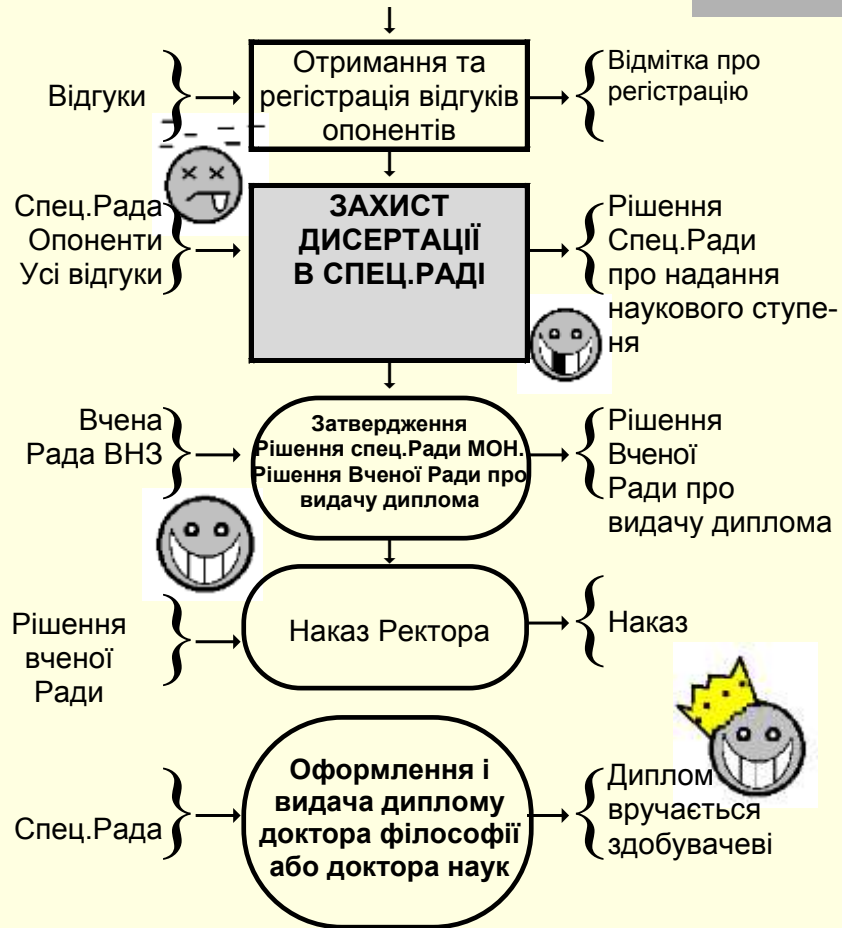 Відгуки
Отримання та
регістрація відгуків
опонентів
Відмітка про
регістрацію
Спец.Рада
Опоненти
Усі відгуки
ЗАХИСТ
ДИСЕРТАЦІЇ
В СПЕЦ.РАДІ
Рішення
Спец.Ради
про надання
наукового ступе-
ня
Вчена
Рада ВНЗ
Затвердження
Рішення спец.Ради МОН.
Рішення Вченої Ради про
видачу диплома
Рішення
Вченої
Ради про
видачу диплома
Рішення
вченої
Ради
Наказ Ректора
Наказ
Спец.Рада
Оформлення і
видача диплому
доктора філософії
або доктора наук
Диплом
вручається
здобувачеві